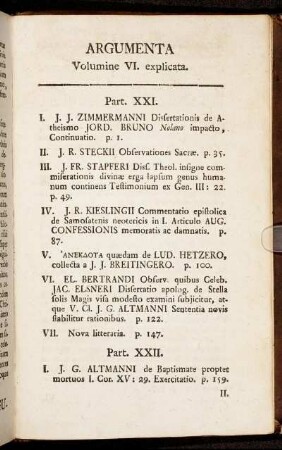 ARGUMENTA
Volumine VI. explicata.
Part. XXI.
I. J. J. ZIMMERMANNI Dissertationis de A-
theismo JORD. BRUNO Nolano impacto,
Continuatio. p. 1.
II. J. R. STECKII Observationes Sacræ. p. 35.
III. J. FR. STAPFERI Diss. Theol. insigne com-
miserationis divinæ erga lapsum genus huma-
num continens Testimonium ex Gen. III: 22.
p. 49.
IV. J. R. KIESLINGII Commentatio epistolica
de Samosatenis neotericis in I. Articulo AUG.
CONFESSIONIS memoratis ac damnatis. p.
87.
V. ἈΝΕΚΔΟΤΑ quædam de LUD. HETZERO,
collecta a J. J. BREITINGERO. p. 100.
VI. EL. BERTRANDI Observ. quibus Celeb.
JAC. ELSNERI Dissertatio apolog. de Stella
solis Magis visa modesto examini subjicitur, at-
que V. Cl. J. G. ALTMANNI Sententia novis
stabilitur rationibus. p. 122.
VII. Nova litteraria. p. 147.
Part. XXII.
I. J. G. ALTMANNI de Baptismate propter
mortuos I. Cor. XV: 29. Exercitatio. p. 159.
II.